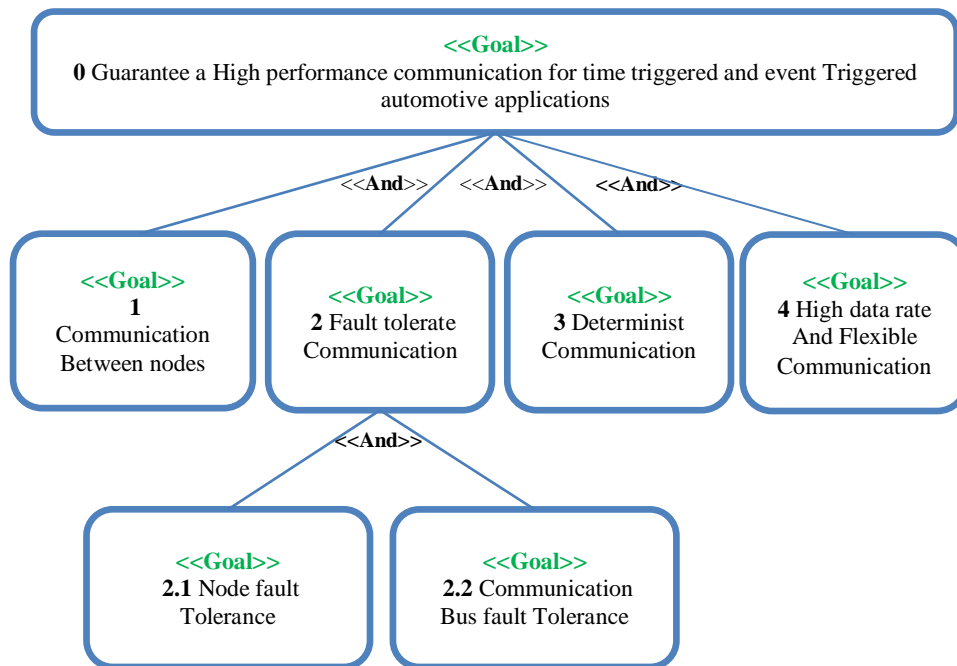 <<Goal>>
0 Guarantee a High performance communication for time triggered and event Triggered
automotive applications
<<And>>
<<And>>
<<And>>
<<Goal>>
1
Communication
Between nodes
<<Goal>>
2 Fault tolerate
Communication
<<Goal>>
3 Determinist
Communication
<<Goal>>
4 High data rate
And Flexible
Communication
<<And>>
<<Goal>>
2.1 Node fault
Tolerance
<<Goal>>
2.2 Communication
Bus fault Tolerance